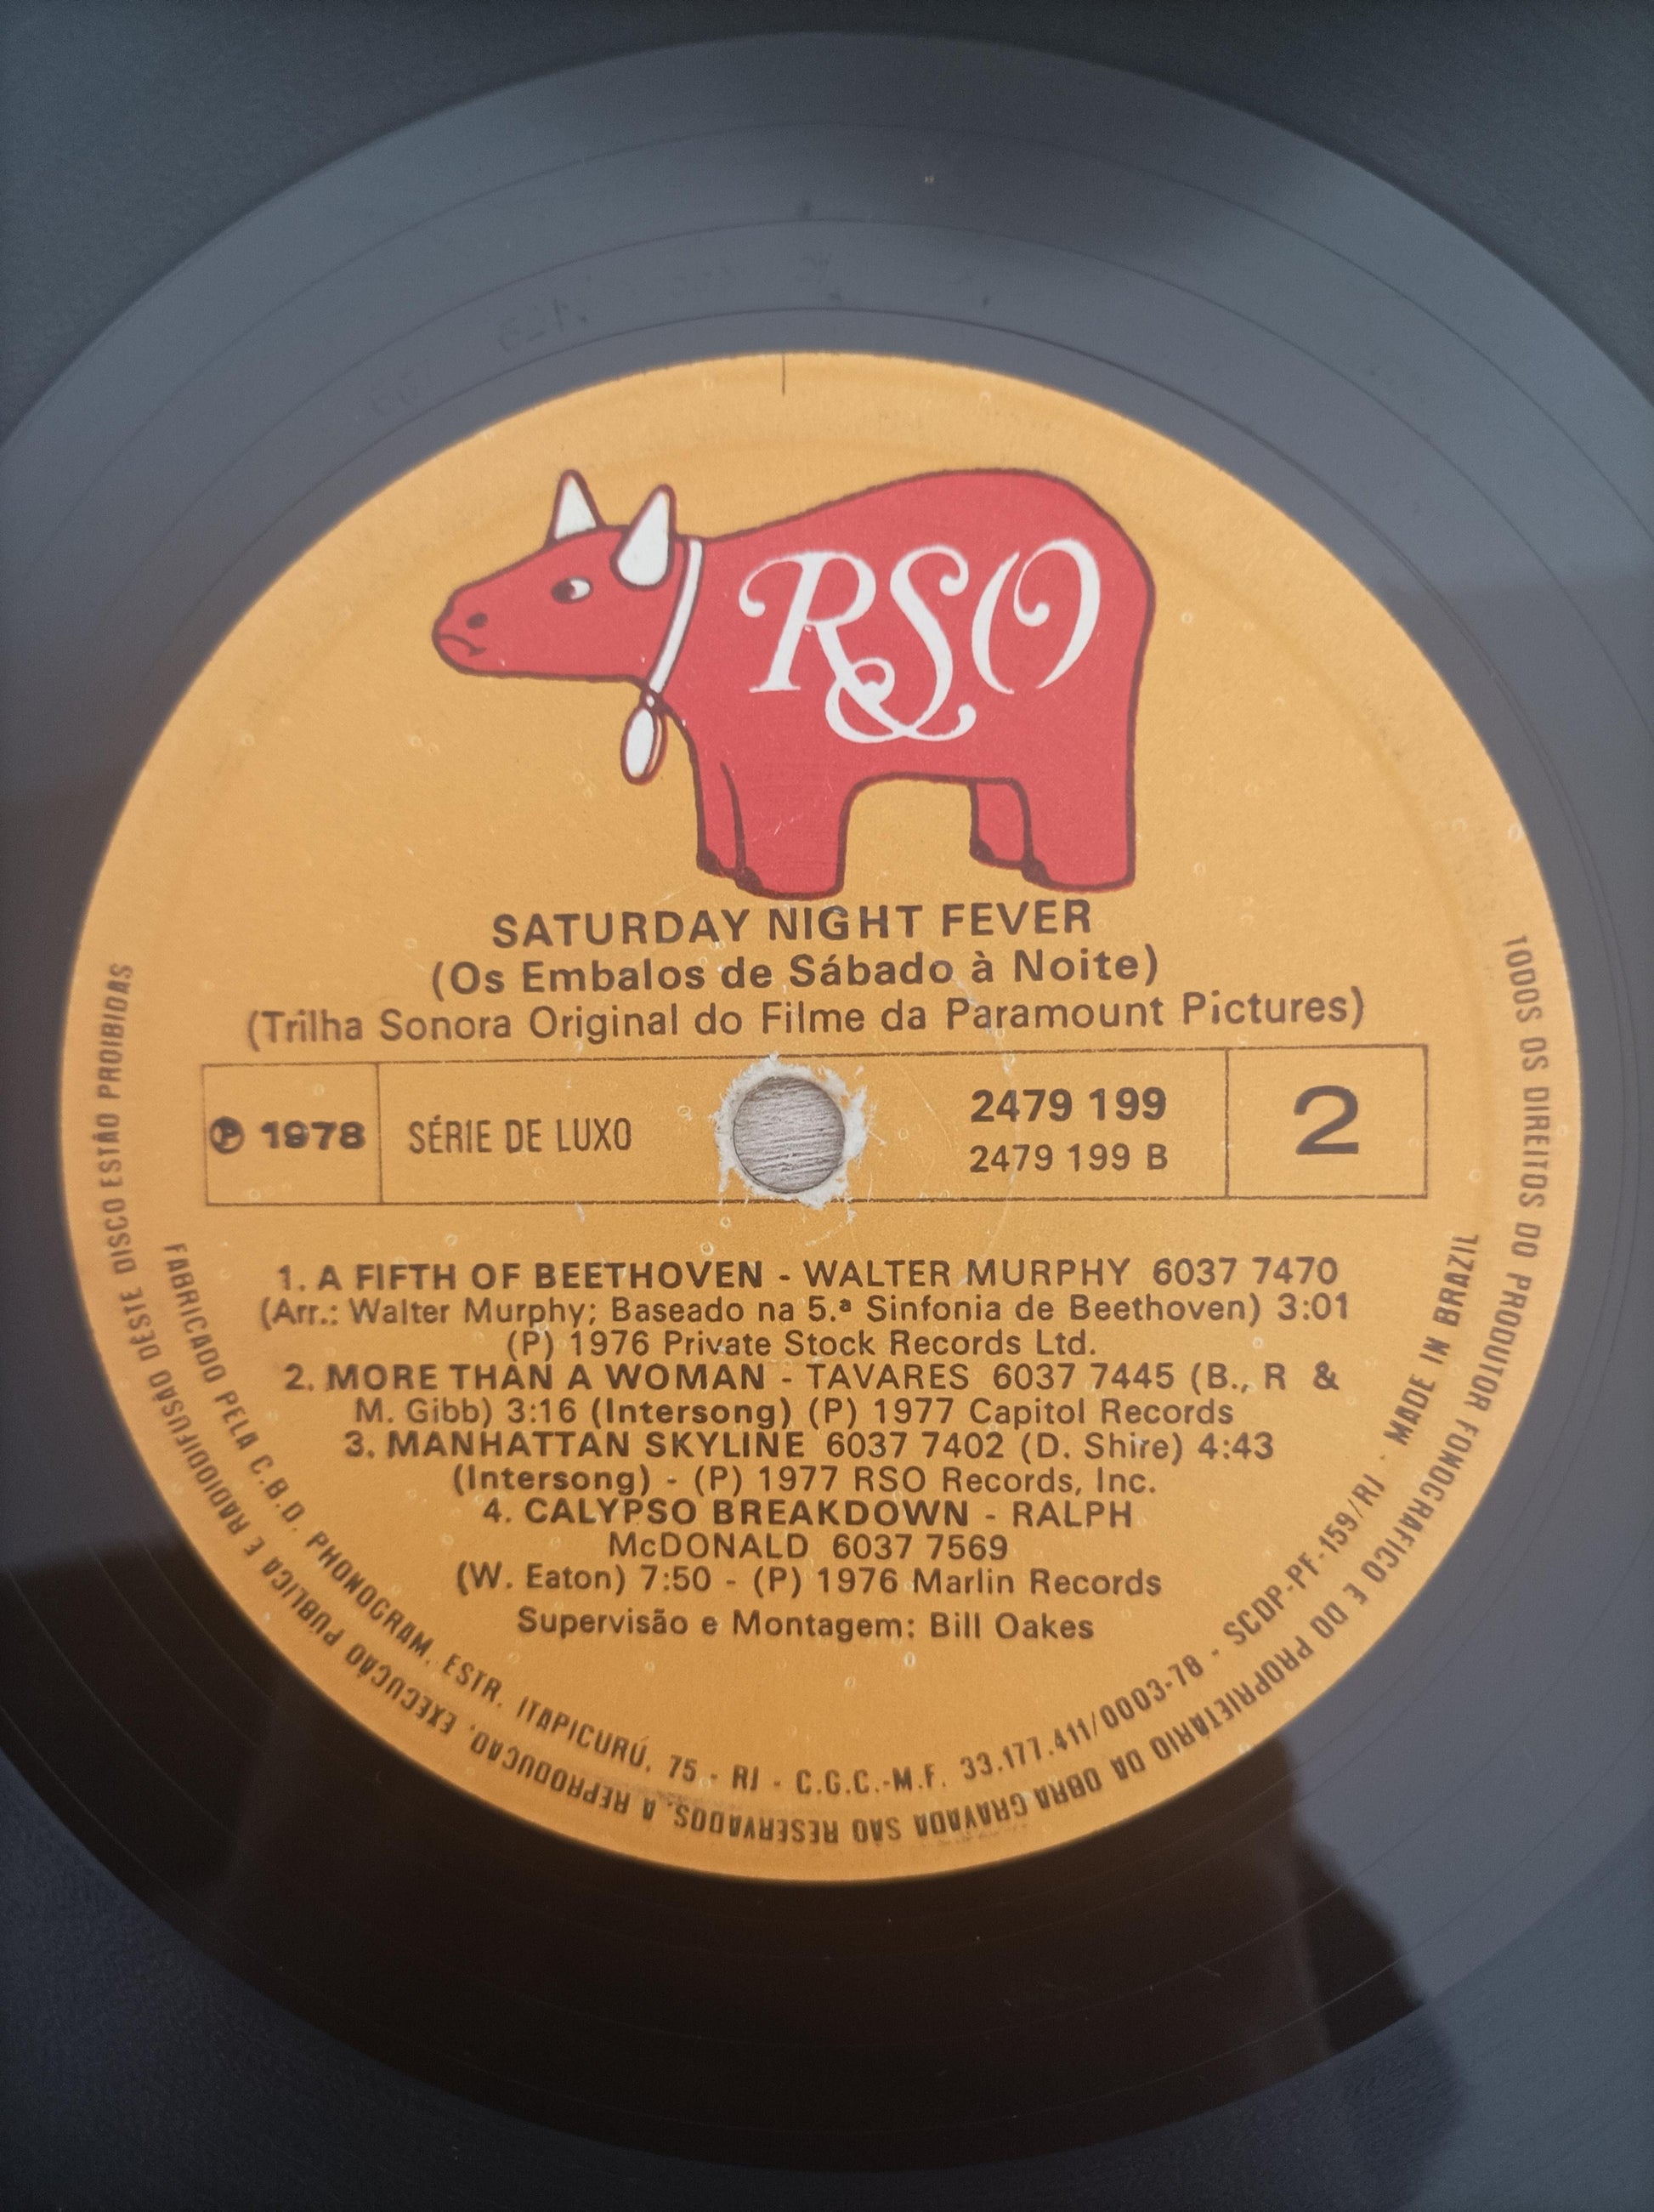 RSO
SATURDAY NIGHT FEVER
(Os Embalos de Sábado à Noite)
(Trilha Sonora Original do Filme da Paramount Pictures)
℗ 1978
SÉRIE DE LUXO
2479 199
2479 199 B
2
1. A FIFTH OF BEETHOVEN - WALTER MURPHY 6037 7470
(Arr.: Walter Murphy; Baseado na 5.ª Sinfonia de Beethoven) 3:01
(P) 1976 Private Stock Records Ltd.
2. MORE THAN A WOMAN - TAVARES 6037 7445 (B., R &
M. Gibb) 3:16 (Intersong) (P) 1977 Capitol Records
3. MANHATTAN SKYLINE 6037 7402 (D. Shire) 4:43
(Intersong) - (P) 1977 RSO Records, Inc.
4. CALYPSO BREAKDOWN - RALPH
McDONALD 6037 7569
(W. Eaton) 7:50 - (P) 1976 Marlin Records
Supervisão e Montagem: Bill Oakes
FABRICADO PELA C.B.D. PHONOGRAM, ESTR. ITAPICURÚ, 75 - RJ - C.G.C.-M.F. 33.177.411/0003-78 - SCDP-PF-159/RJ - MADE IN BRAZIL
TODOS OS DIREITOS DO PRODUTOR FONOGRÁFICO E DO PROPRIETÁRIO DA OBRA GRAVADA SÃO RESERVADOS. A REPRODUÇÃO, EXECUÇÃO PÚBLICA E RADIODIFUSÃO DESTE DISCO ESTÃO PROIBIDAS